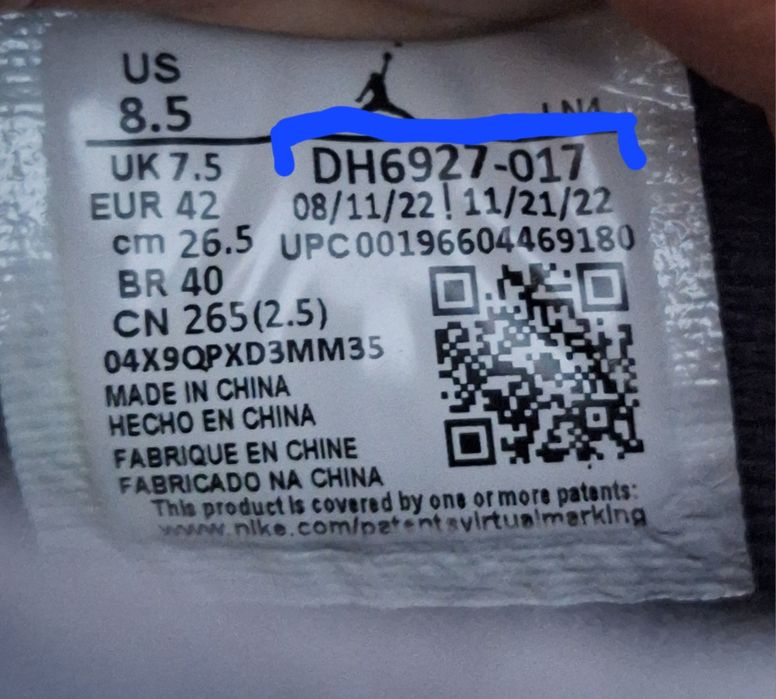 US
8.5
LN4
UK 7.5
DH6927-017
EUR 42
08/11/22 ! 11/21/22
cm 26.5
UPC00196604469180
BR 40
CN 265(2.5)
04X9QPXD3MM35
MADE IN CHINA
HECHO EN CHINA
FABRIQUE EN CHINE
FABRICADO NA CHINA
This product is covered by one or more patents:
www.nike.com/patentsvirtualmarking